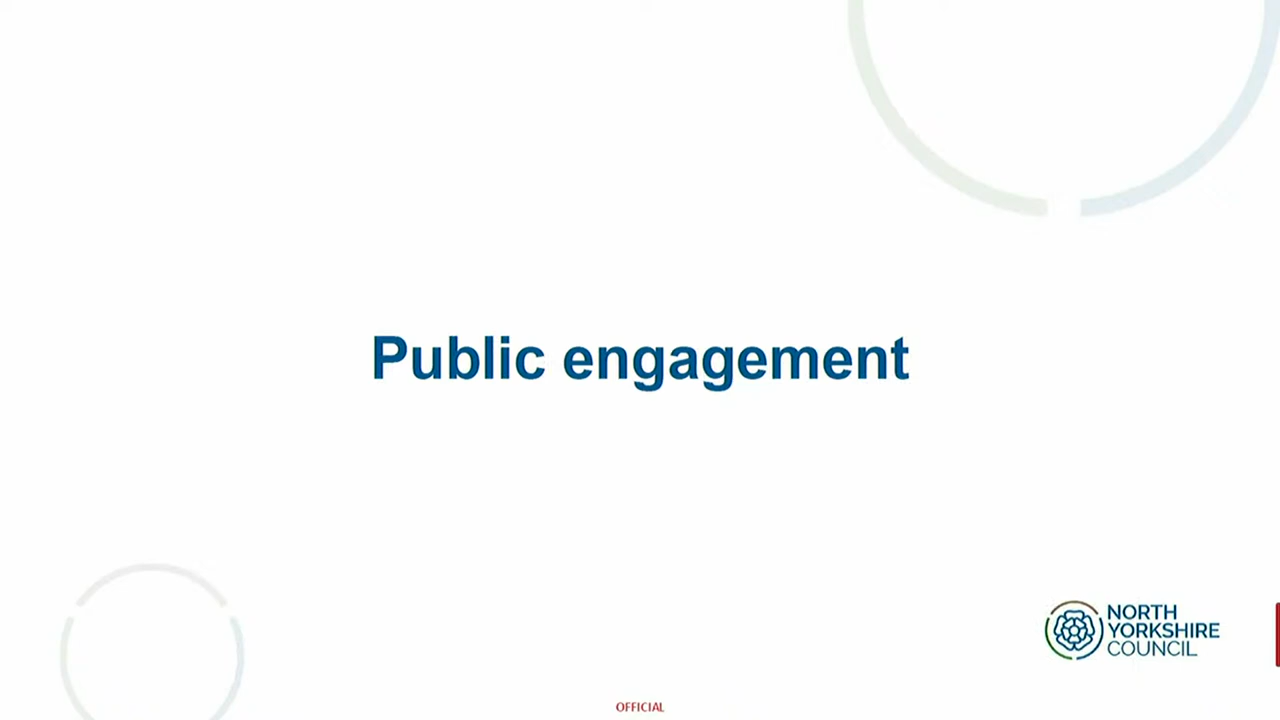 Public engagement
NORTH
YORKSHIRE
COUNCIL
OFFICIAL